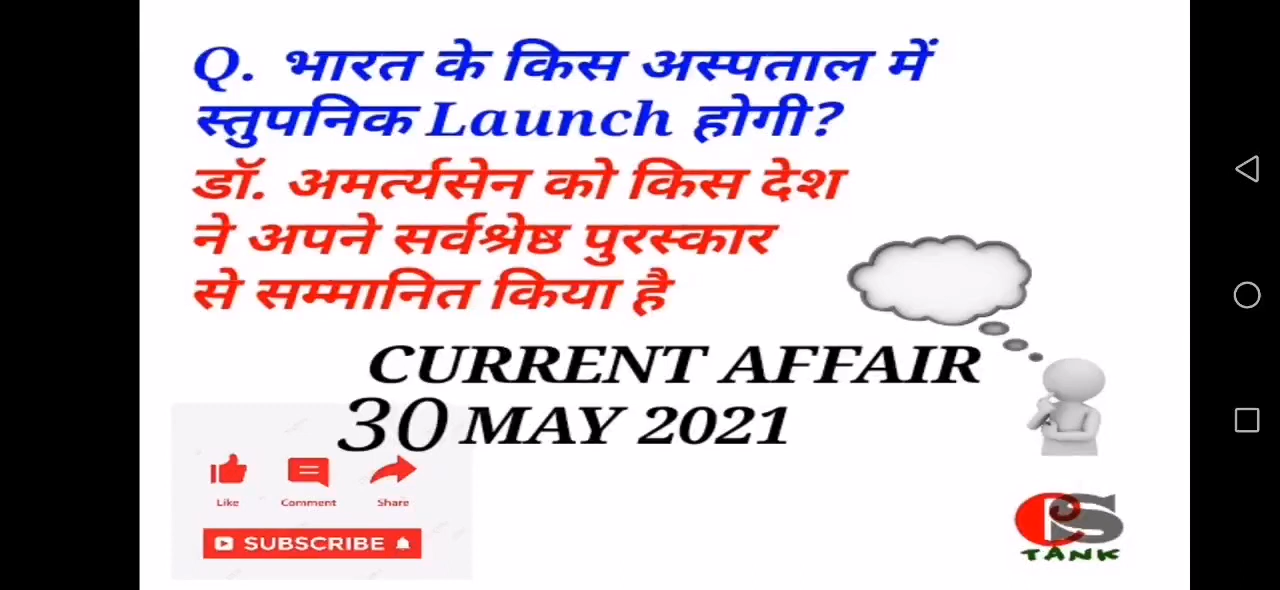 Q. भारत के किस अस्पताल में
स्तुपनिक Launch होगी?
डॉ. अमर्त्यसेन को किस देश
ने अपने सर्वश्रेष्ठ पुरस्कार
से सम्मानित किया है
CURRENT AFFAIR
30 MAY 2021
Like Comment Share
SUBSCRIBE
CS
TANK